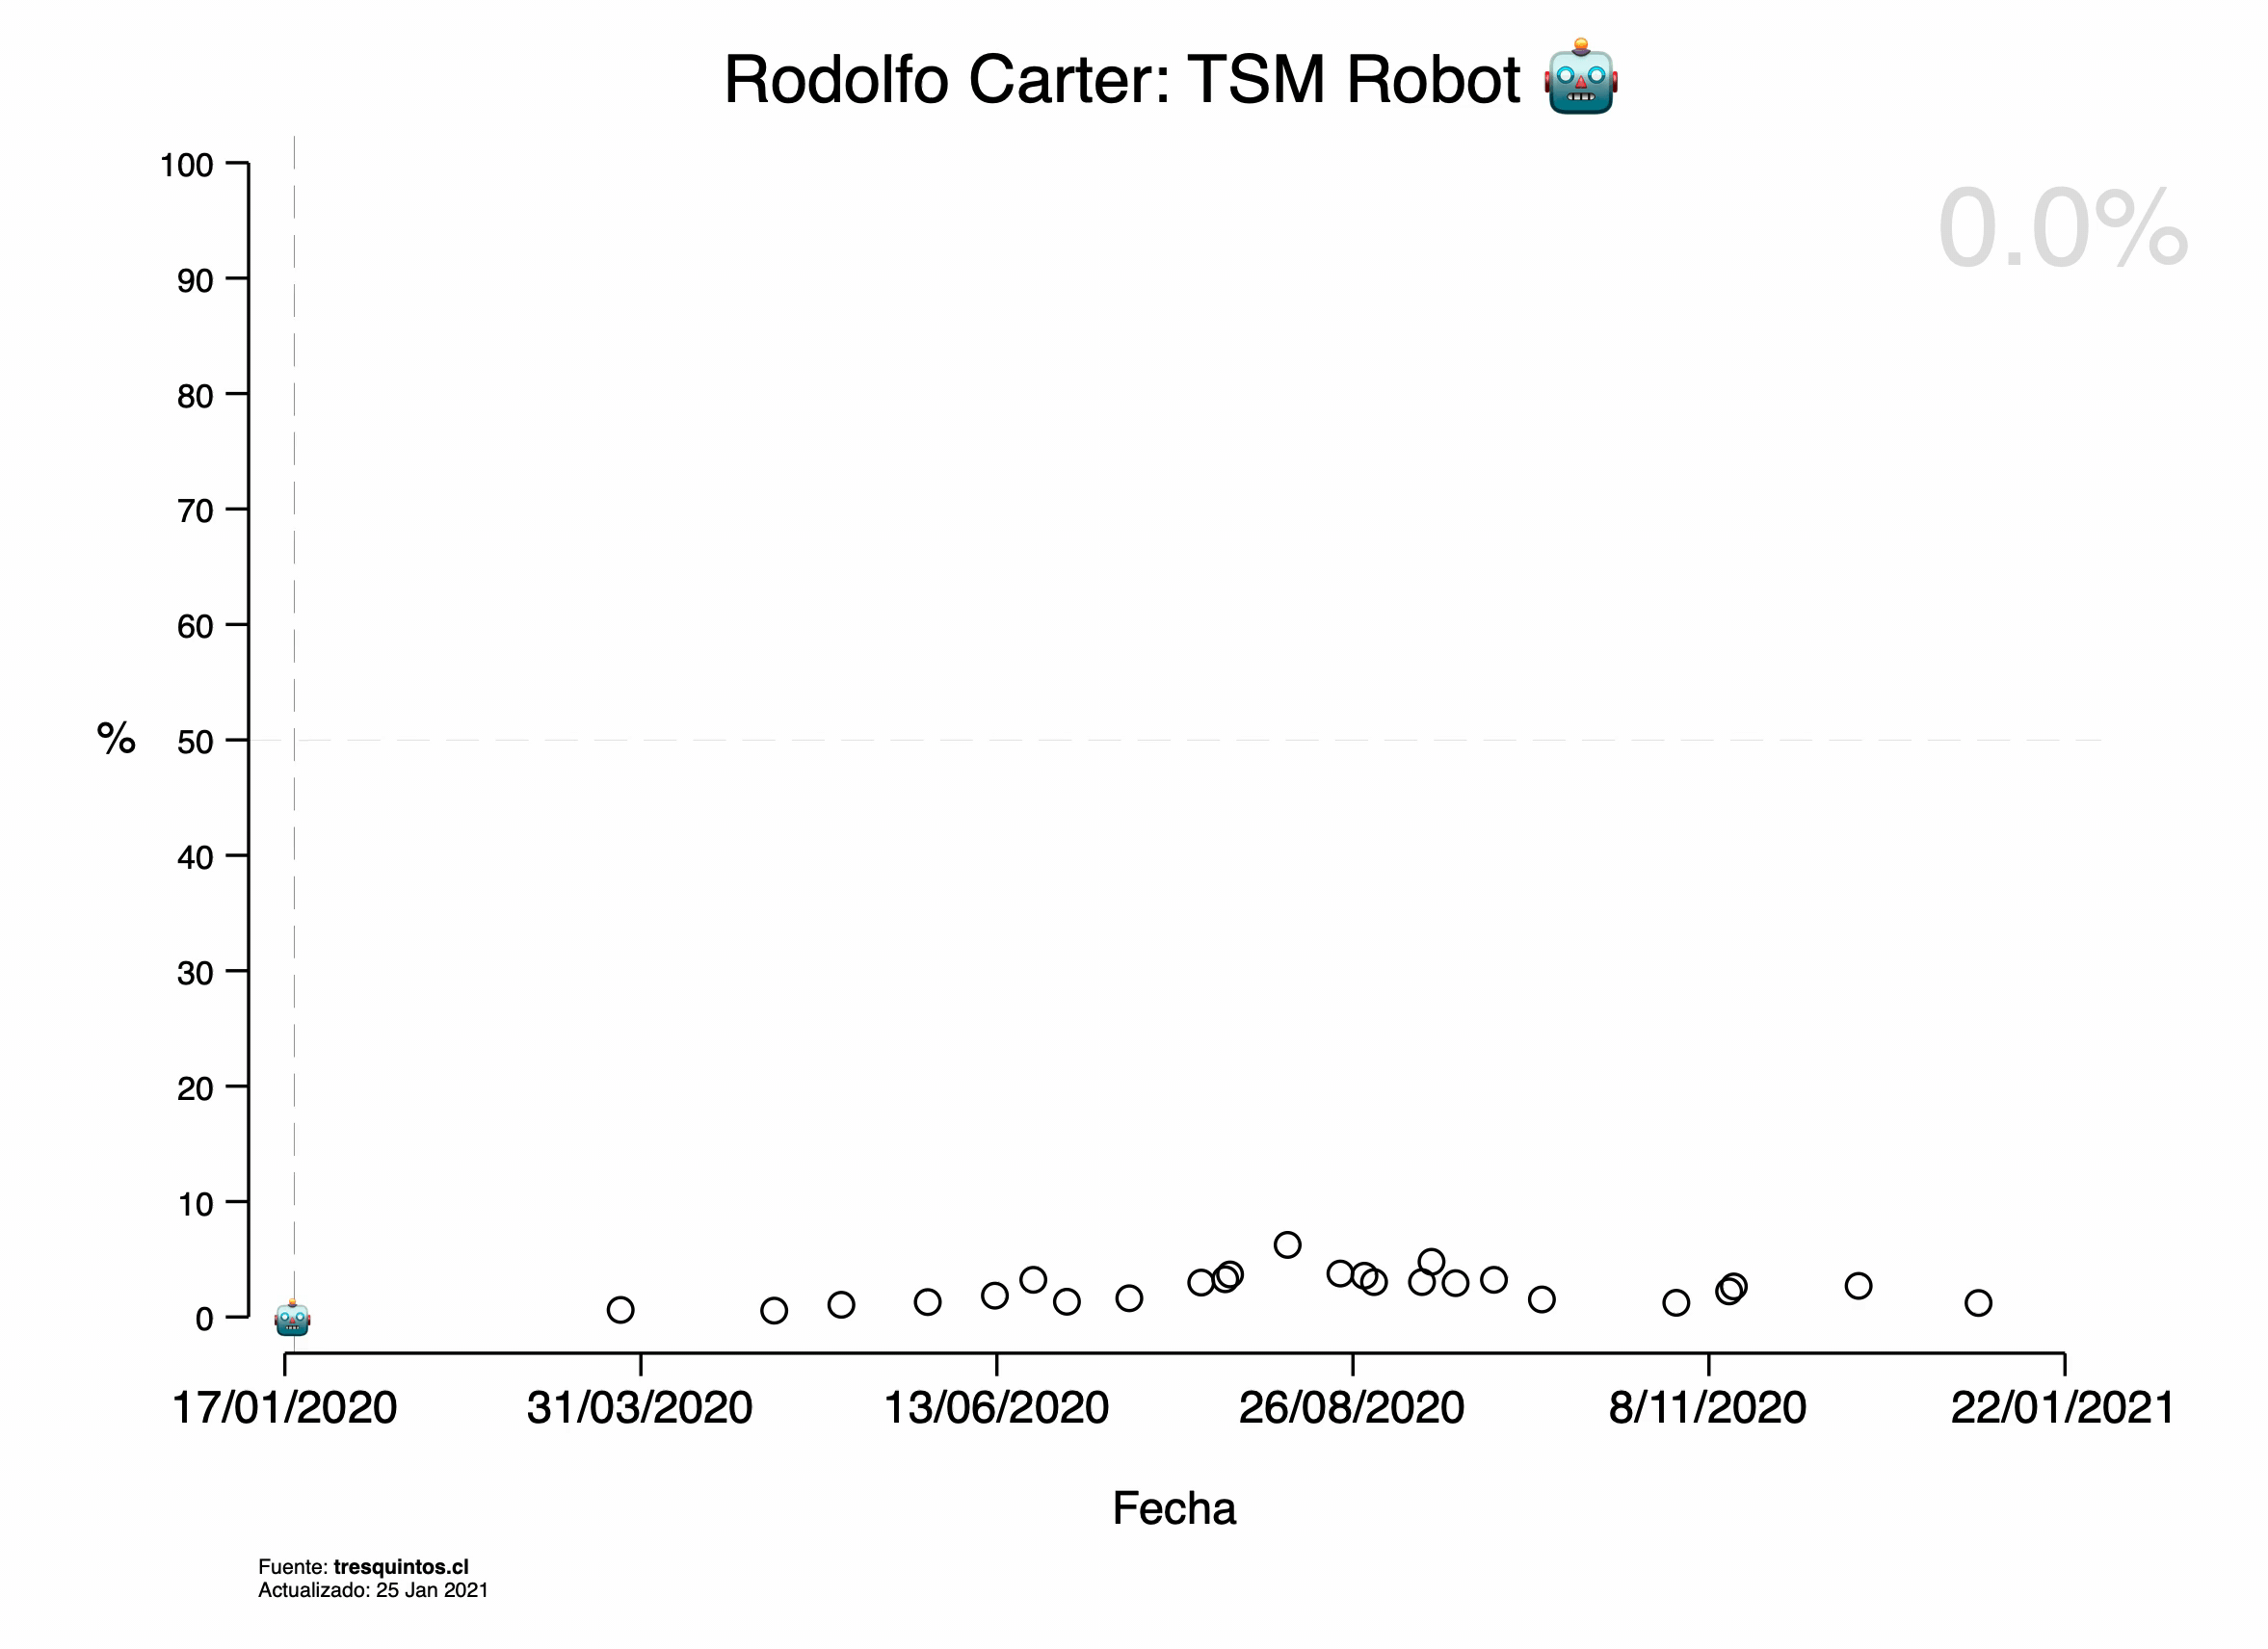 Rodolfo Carter: TSM Robot 🤖
0.0%
100
90
80
70
60
% 50
40
30
20
10
0
17/01/2020 31/03/2020 13/06/2020 26/08/2020 8/11/2020 22/01/2021
Fecha
Fuente: tresquintos.cl
Actualizado: 25 Jan 2021